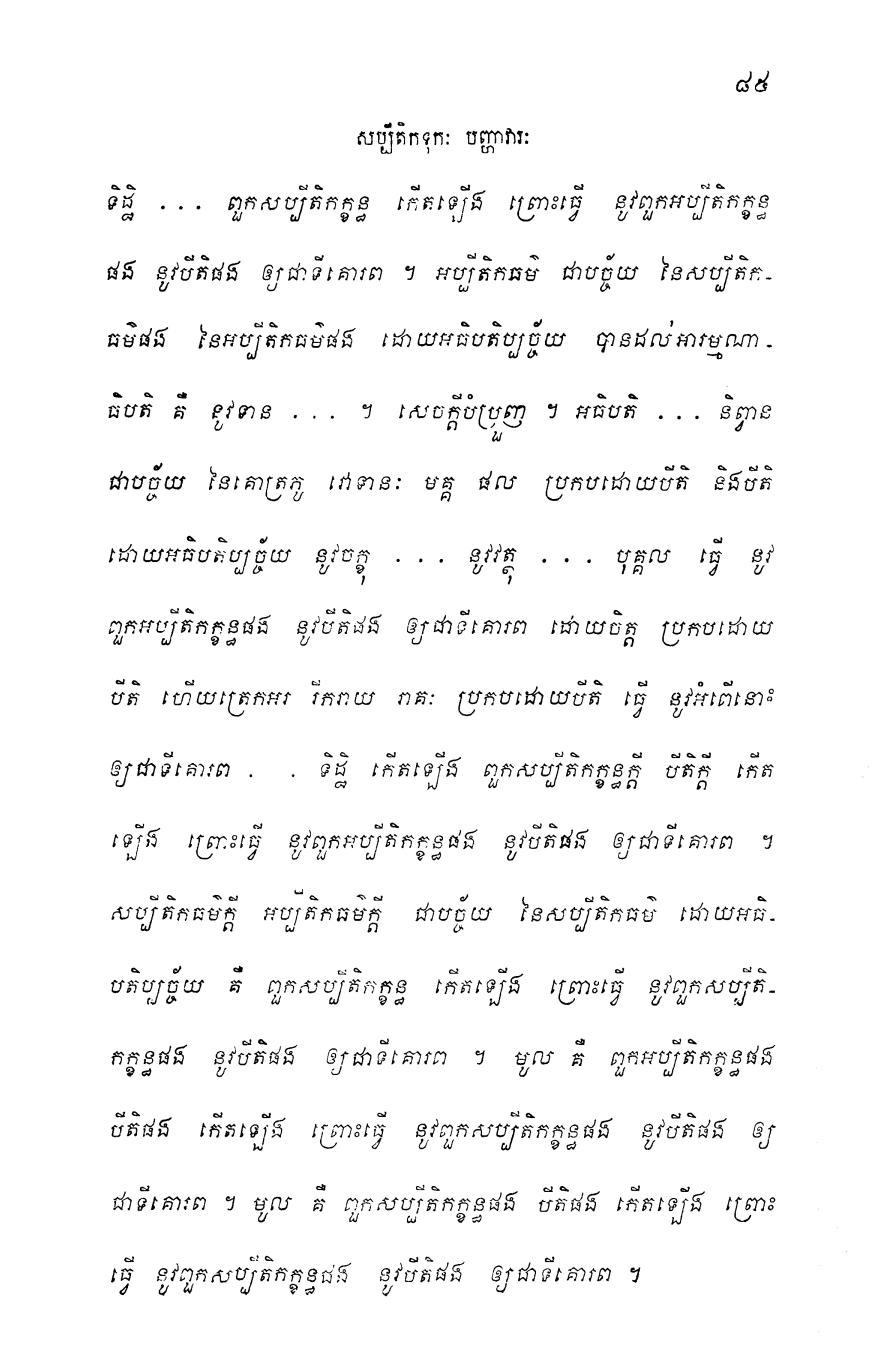 ៨៥
សប្បីតិកទុកៈ បញ្ហាវារៈ
ទិដ្ឋិ ... ពួកសប្បីតិកក្ខន្ធ កើតឡើង ព្រោះធ្វើ នូវពួកអប្បីតិកក្ខន្ធ
ផង នូវបីតិផង ឲ្យជាទីគោរព ។ អប្បីតិកធម៌ ជាបច្ច័យ នៃសប្បីតិក-
ធម៌ផង នៃអប្បីតិកធម៌ផង ដោយអធិបតិប្បច្ច័យ បានដល់អារម្មណា-
ធិបតិ គឺ នូវទាន ... ។ សេចក្តីបំប្រួញ ។ អធិបតិ ... និព្វាន
ជាបច្ច័យ នៃគោត្រភូ វោទានៈ មគ្គ ផល ប្រកបដោយបីតិ និងបីតិ
ដោយអធិបតិប្បច្ច័យ នូវចក្ខុ ... នូវវត្ថុ ... បុគ្គល ធ្វើ នូវ
ពួកអប្បីតិកក្ខន្ធផង នូវបីតិផង ឲ្យជាទីគោរព ដោយចិត្ត ប្រកបដោយ
បីតិ ហើយត្រេកអរ រីករាយ រាគៈ ប្រកបដោយបីតិ ធ្វើ នូវអំពើនោះ
ឲ្យជាទីគោរព . . ទិដ្ឋិ កើតឡើង ពួកសប្បីតិកក្ខន្ធក្តី បីតិក្តី កើត
ឡើង ព្រោះធ្វើ នូវពួកអប្បីតិកក្ខន្ធផង នូវបីតិផង ឲ្យជាទីគោរព ។
សប្បីតិកធម៌ក្តី អប្បីតិកធម៌ក្តី ជាបច្ច័យ នៃសប្បីតិកធម៌ ដោយអធិ-
បតិប្បច្ច័យ គឺ ពួកសប្បីតិកក្ខន្ធ កើតឡើង ព្រោះធ្វើ នូវពួកសប្បីតិ-
កក្ខន្ធផង នូវបីតិផង ឲ្យជាទីគោរព ។ មូល គឺ ពួកអប្បីតិកក្ខន្ធផង
បីតិផង កើតឡើង ព្រោះធ្វើ នូវពួកសប្បីតិកក្ខន្ធផង នូវបីតិផង ឲ្យ
ជាទីគោរព ។ មូល គឺ ពួកសប្បីតិកក្ខន្ធផង បីតិផង កើតឡើង ព្រោះ
ធ្វើ នូវពួកសប្បីតិកក្ខន្ធផង នូវបីតិផង ឲ្យជាទីគោរព ។